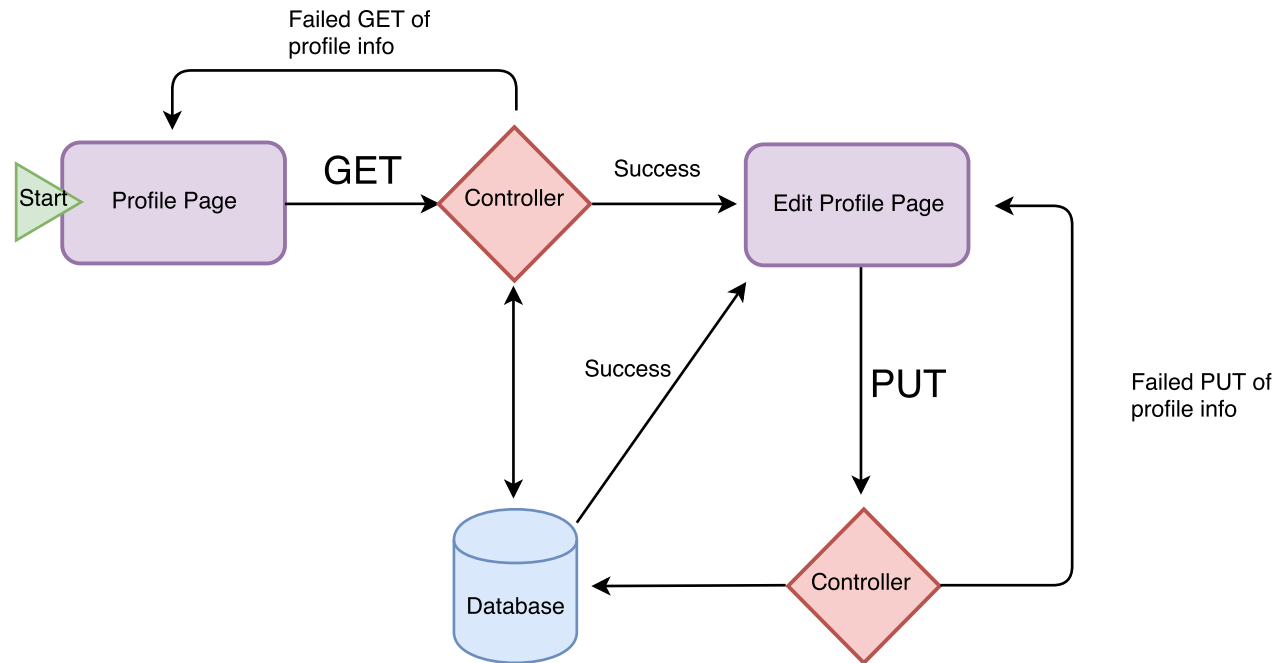 Failed GET of
profile info
Start
Profile Page
GET
Controller
Success
Edit Profile Page
Success
PUT
Failed PUT of
profile info
Database
Controller